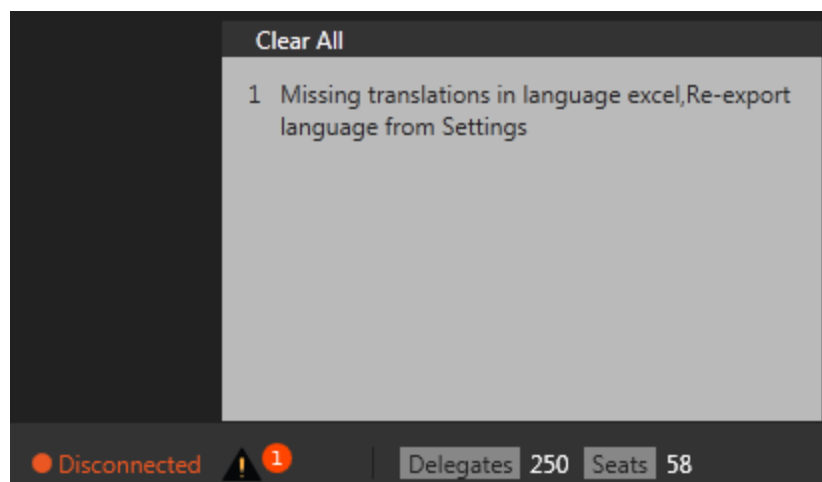 Clear All
1 Missing translations in language excel,Re-export
language from Settings
Disconnected 1 Delegates 250 Seats 58